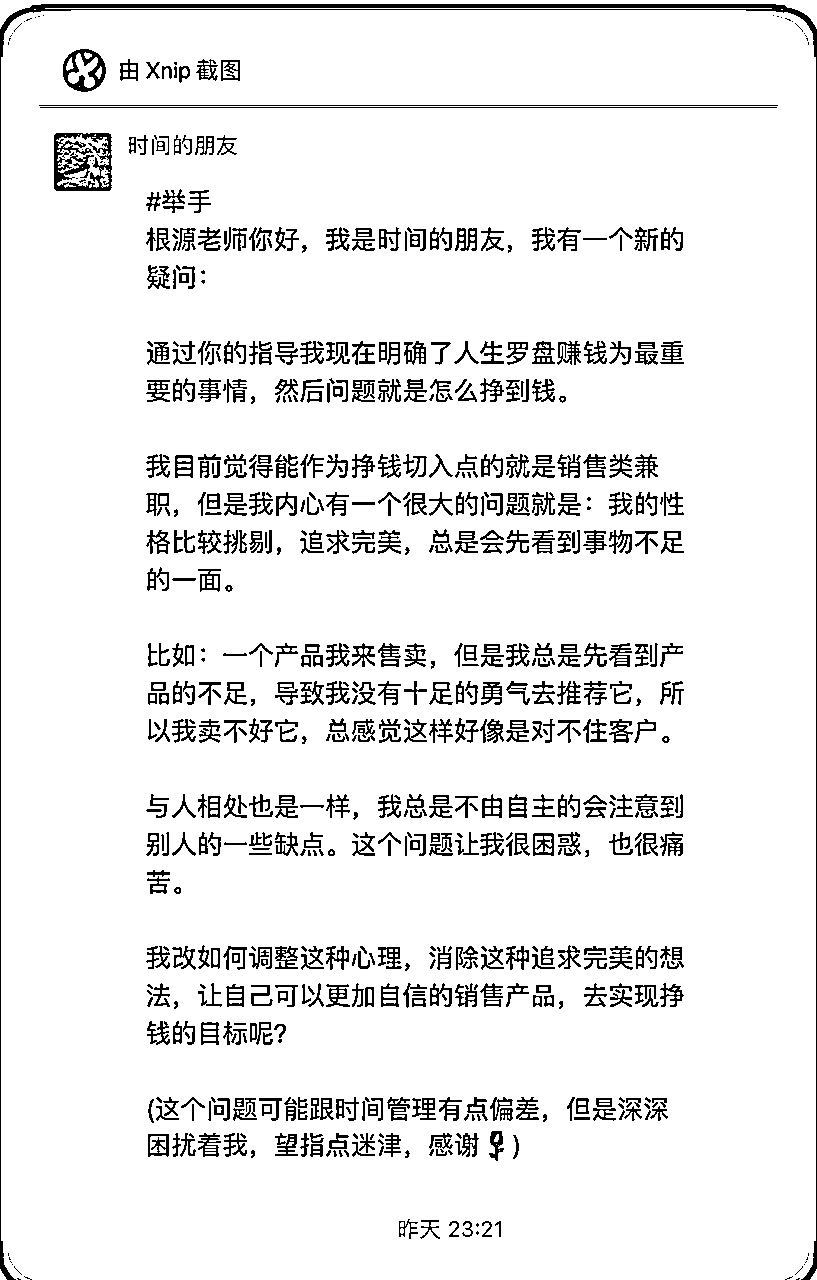 由 Xnip 截图
时间的朋友
#举手
根源老师你好，我是时间的朋友，我有一个新的
疑问：
通过你的指导我现在明确了人生罗盘赚钱为最重
要的事情，然后问题就是怎么挣到钱。
我目前觉得能作为挣钱切入点的就是销售类兼
职，但是我内心有一个很大的问题就是：我的性
格比较挑剔，追求完美，总是会先看到事物不足
的一面。
比如：一个产品我来售卖，但是我总是先看到产
品的不足，导致我没有十足的勇气去推荐它，所
以我卖不好它，总感觉这样好像是对不住客户。
与人相处也是一样，我总是不由自主的会注意到
别人的一些缺点。这个问题让我很困惑，也很痛
苦。
我改如何调整这种心理，消除这种追求完美的想
法，让自己可以更加自信的销售产品，去实现挣
钱的目标呢？
(这个问题可能跟时间管理有点偏差，但是深深
困扰着我，望指点迷津，感谢🌹)
昨天 23:21